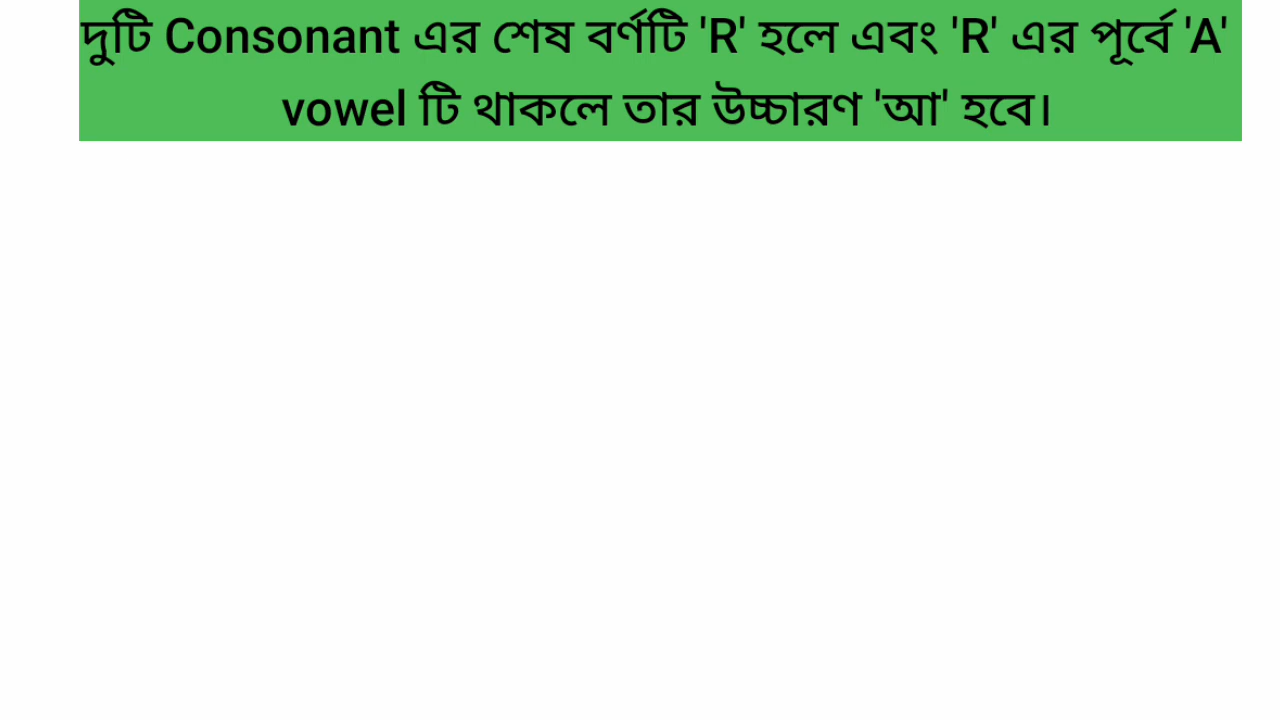 দুটি Consonant এর শেষ বর্ণটি 'R' হলে এবং 'R' এর পূর্বে 'A'
vowel টি থাকলে তার উচ্চারণ 'আ' হবে।